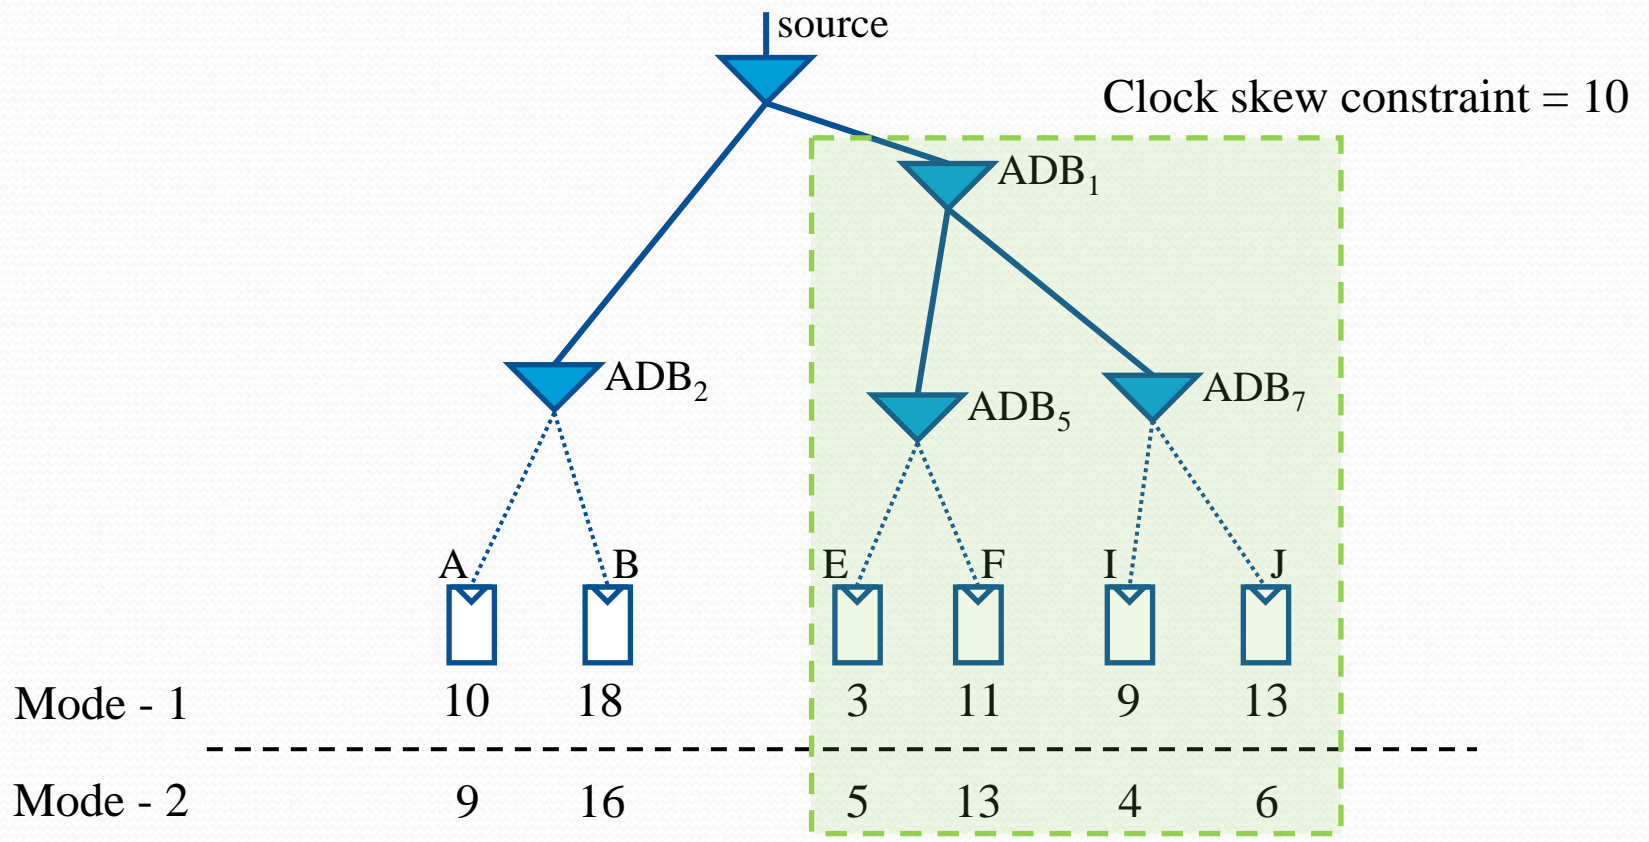 source
Clock skew constraint = 10
ADB1
ADB2
ADB5
ADB7
A B E F I J
Mode - 1 10 18 3 11 9 13
Mode - 2 9 16 5 13 4 6